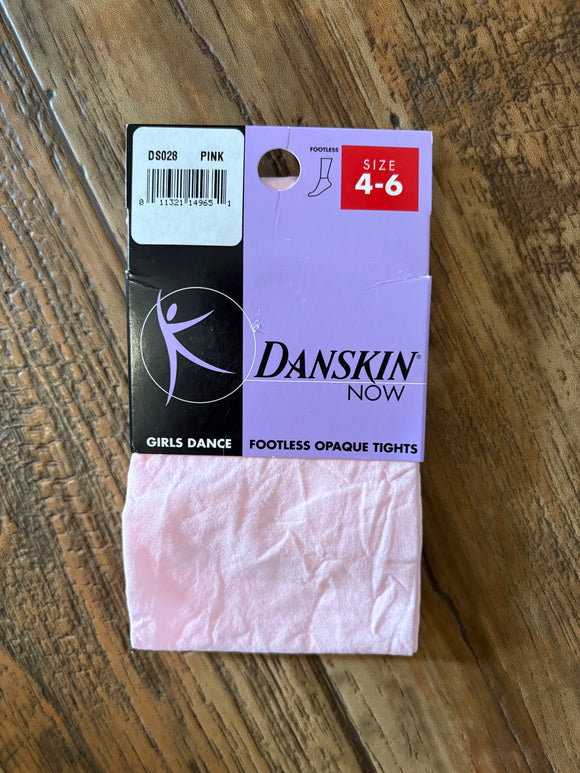 DS028 PINK
0 11321 14965 1
FOOTLESS
SIZE
4-6
DANSKIN®
NOW
GIRLS DANCE FOOTLESS OPAQUE TIGHTS